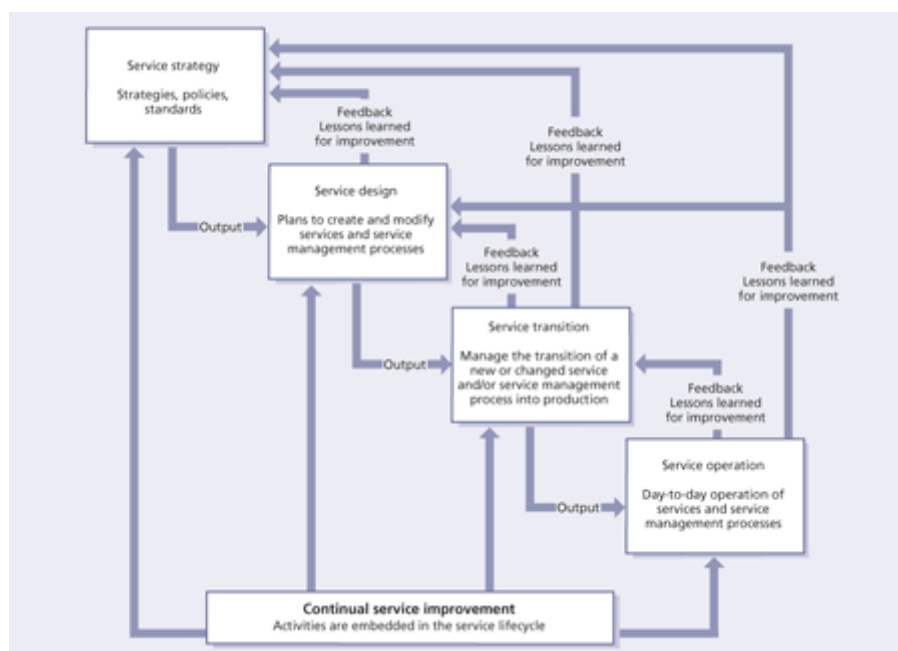 Service strategy
Strategies, policies,
standards
Feedback
Lessons learned
for improvement
Feedback
Lessons learned
for improvement
Service design
Plans to create and modify
services and service
management processes
Output
Feedback
Lessons learned
for improvement
Feedback
Lessons learned
for improvement
Service transition
Manage the transition of a
new or changed service
and/or service management
process into production
Output
Feedback
Lessons learned
for improvement
Service operation
Day-to-day operation of
services and service
management processes
Output
Continual service improvement
Activities are embedded in the service lifecycle